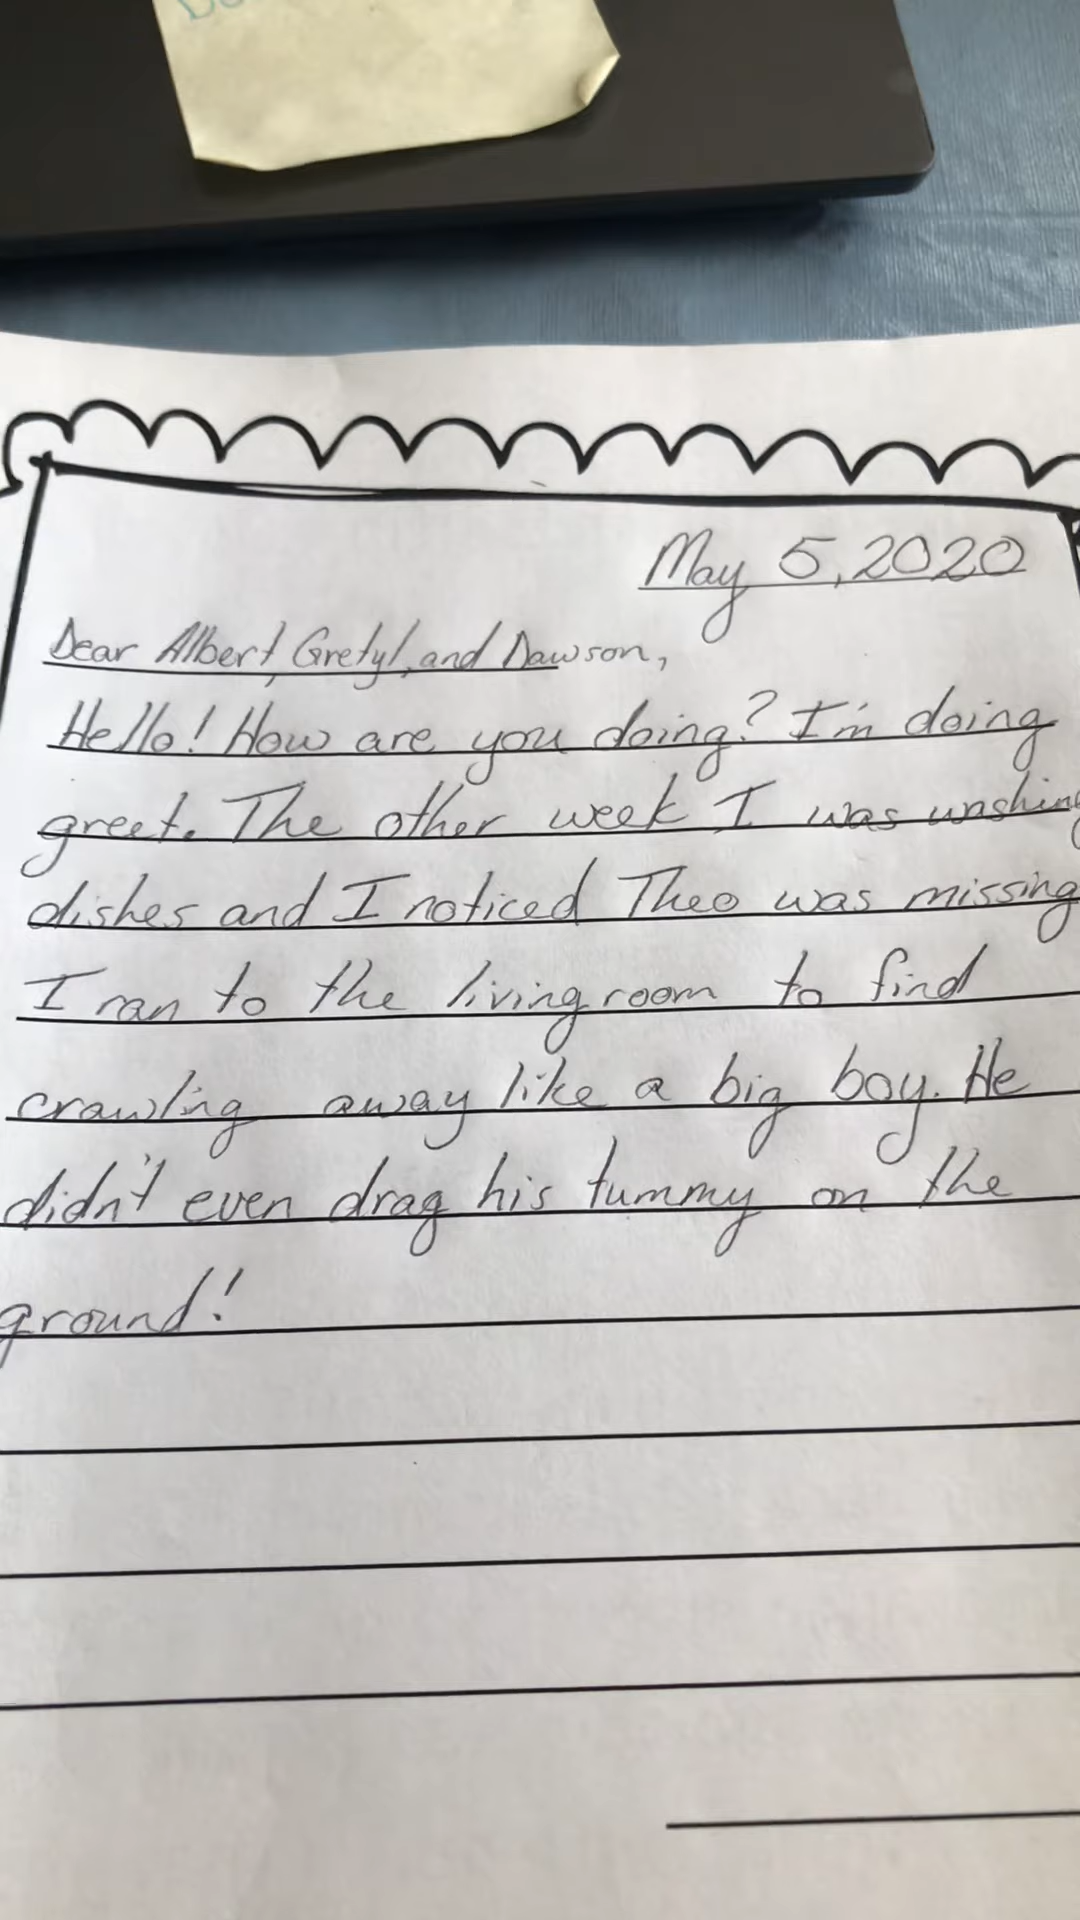 May 5, 2020
Dear Albert, Gretyl, and Dawson,
Hello! How are you doing? I'm doing
greet. The other week I was washing
dishes and I noticed Theo was missing
I ran to the living room to find
crawling away like a big boy. He
didn't even drag his tummy on the
ground!